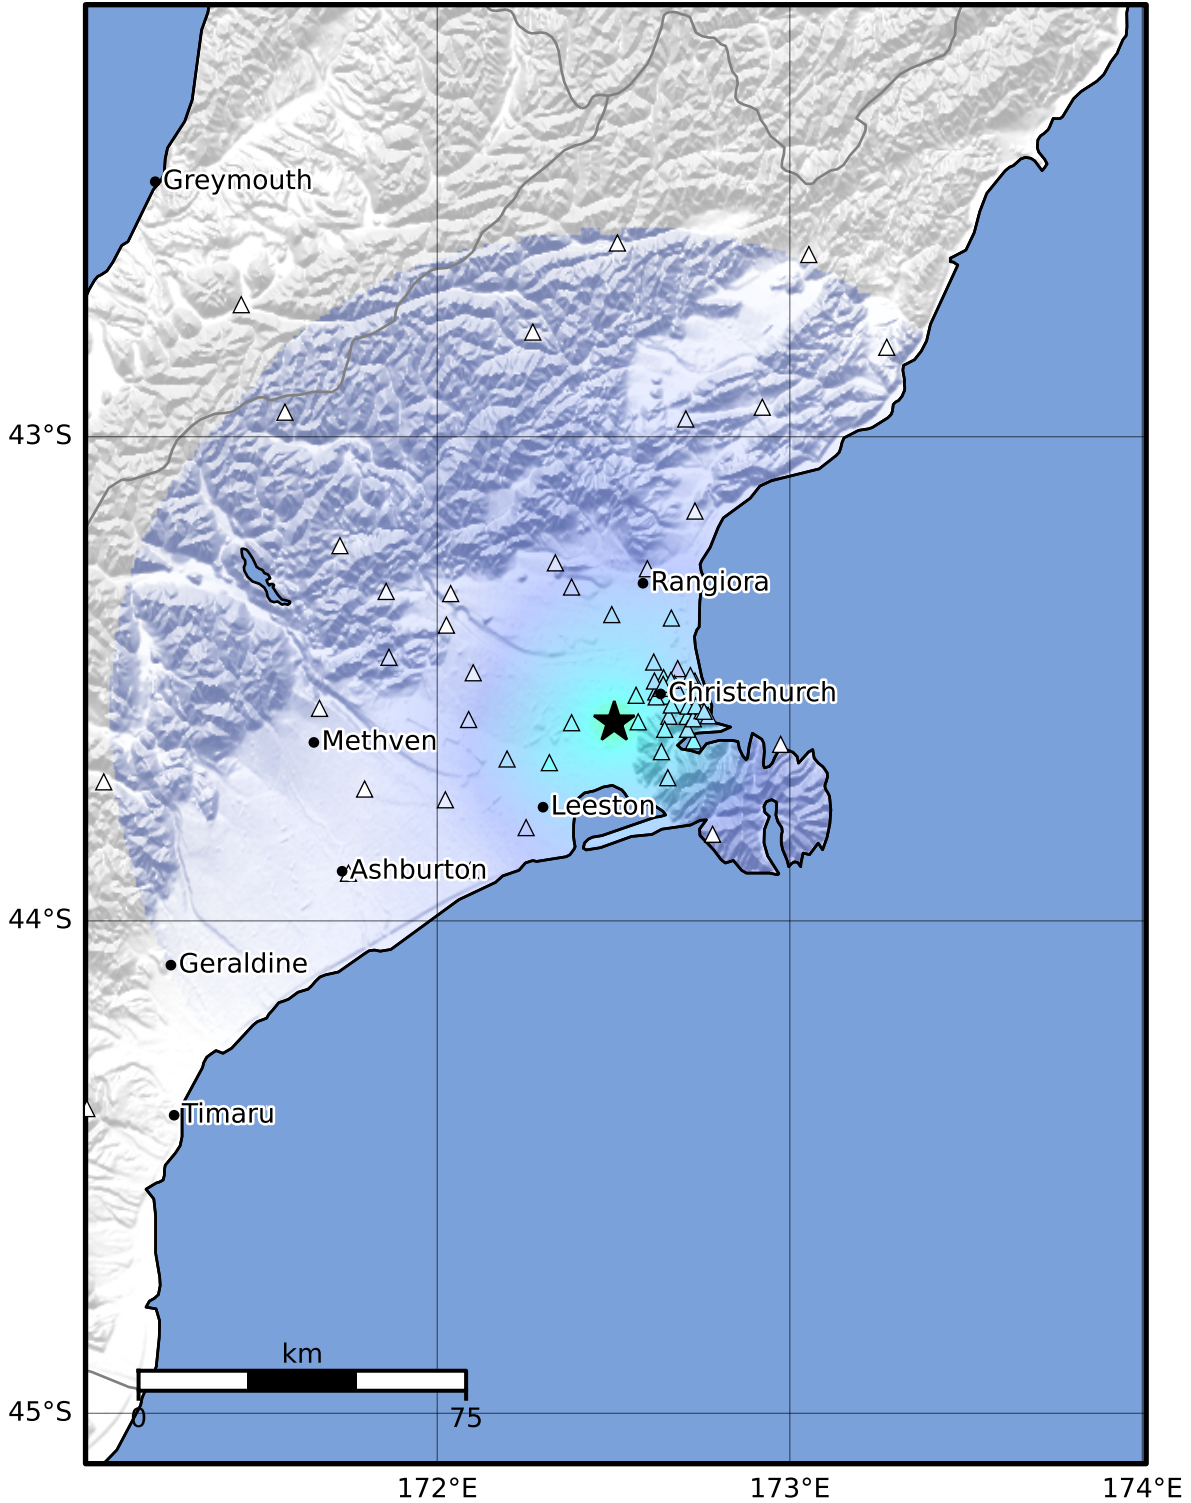 Greymouth
43°S
Rangiora
Christchurch
Methven
Leeston
Ashburton
44°S
Geraldine
Timaru
km
0
75
45°S
172°E
173°E
174°E